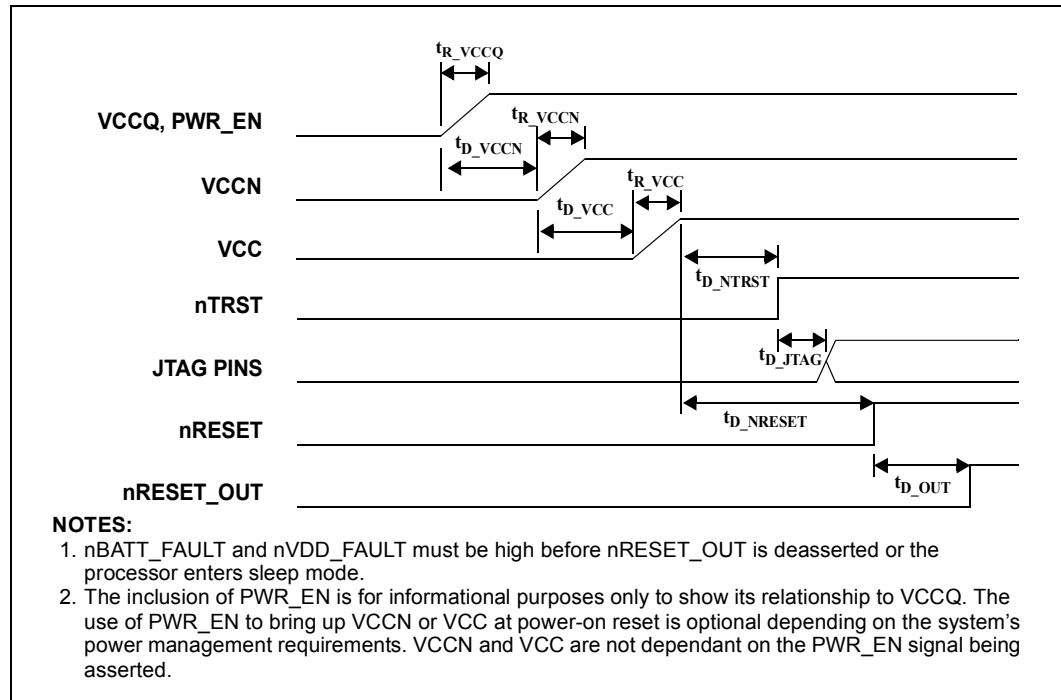 tR_VCCQ
VCCQ, PWR_EN
tR_VCCN
tD_VCCN
VCCN
tR_VCC
tD_VCC
VCC
tD_NTRST
nTRST
tD_JTAG
JTAG PINS
tD_NRESET
nRESET
tD_OUT
nRESET_OUT
NOTES:
1. nBATT_FAULT and nVDD_FAULT must be high before nRESET_OUT is deasserted or the
processor enters sleep mode.
2. The inclusion of PWR_EN is for informational purposes only to show its relationship to VCCQ. The
use of PWR_EN to bring up VCCN or VCC at power-on reset is optional depending on the system's
power management requirements. VCCN and VCC are not dependant on the PWR_EN signal being
asserted.